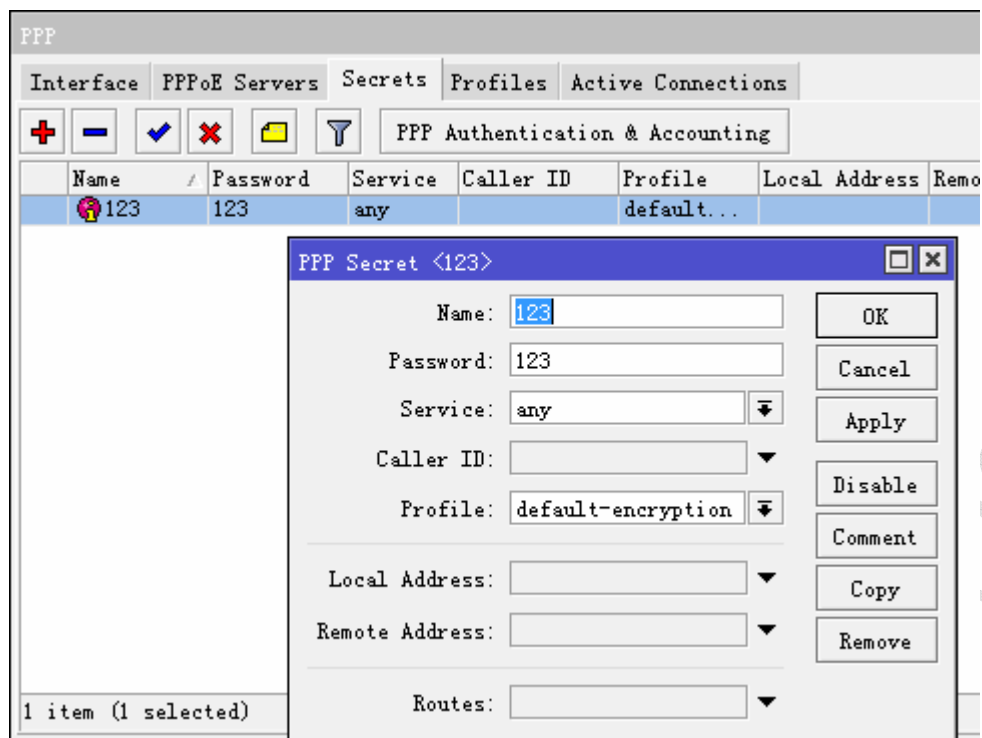 PPP
Interface PPPoE Servers Secrets Profiles Active Connections
PPP Authentication & Accounting
Name Password Service Caller ID Profile Local Address Remo
123 123 any default...
PPP Secret <123>
Name: 123
OK
Password: 123
Cancel
Service: any
Apply
Caller ID:
Disable
Profile: default-encryption
Comment
Local Address:
Copy
Remote Address:
Remove
Routes:
1 item (1 selected)